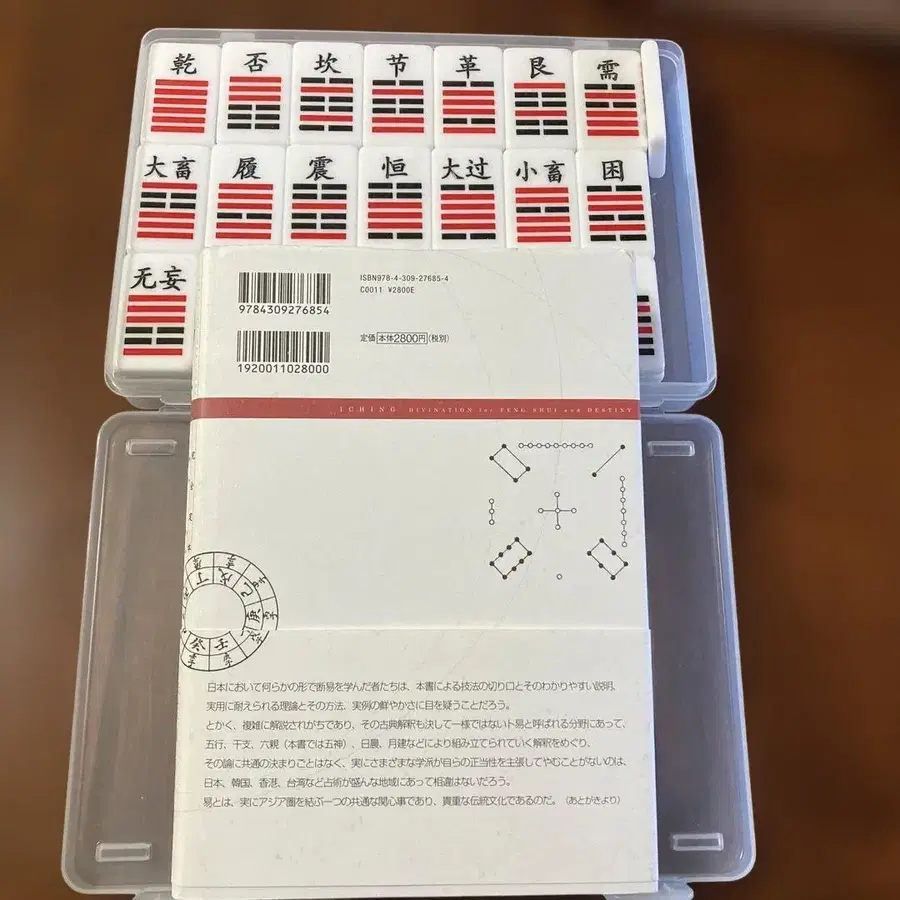 乾
否
坎
节
革
艮
需
大畜
履
震
恒
大过
小畜
困
无妄
ISBN978-4-309-27685-4
C0011 ¥2800E
9784309276854
定価 本体2800円(税別)
1920011028000
ICHING DIVINATION for FENG SHUI and DESTINY
丁
戊
己
庚
壬
癸
日本において何らかの形で断易を学んだ者たちは、本書による技法の切り口とそのわかりやすい説明、
実用に耐えられる理論とその方法、実例の鮮やかさに目を疑うことだろう。
とかく、複雑に解説されがちであり、その古典解釈も決して一様ではない卜易と呼ばれる分野にあって、
五行、干支、六親（本書では五神）、日晨、月建などにより組み立てられていく解釈をめぐり、
その論に共通の決まりごとはなく、実にさまざまな学派が自らの正当性を主張してやむことがないのは、
日本、韓国、香港、台湾など占術が盛んな地域にあって相違はないだろう。
易とは、実にアジア圏を結ぶ一つの共通な関心事であり、貴重な伝統文化であるのだ。（あとがきより）